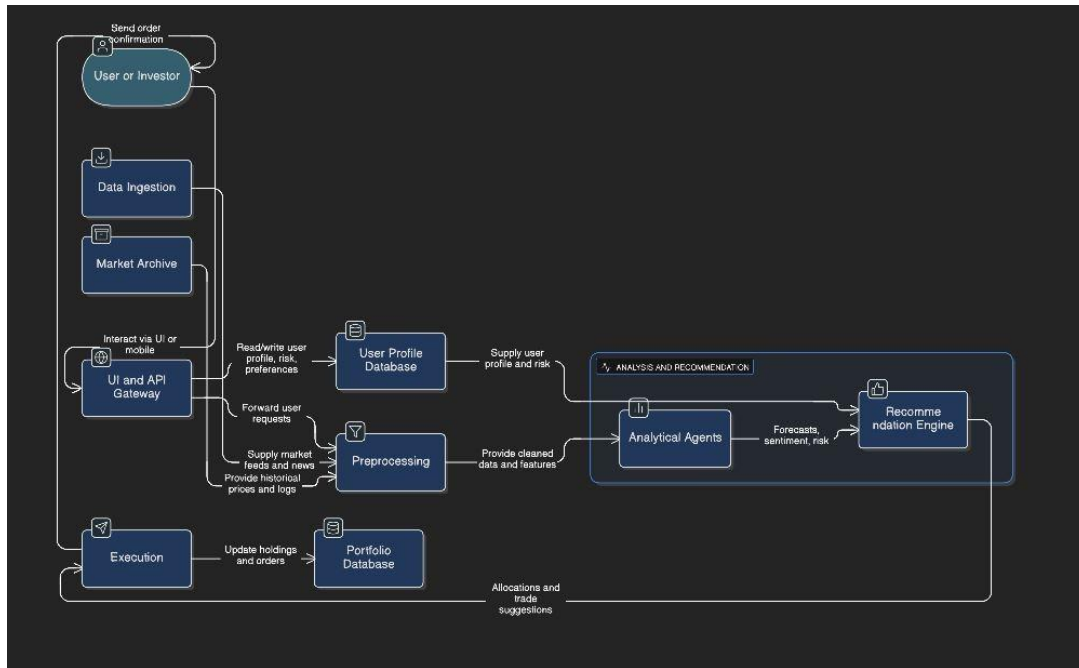 Send order
confirmation
User or Investor
Data Ingestion
Market Archive
Interact via UI or
mobile
UI and API
Gateway
Read/write user
profile, risk,
preferences
User Profile
Database
Supply user
profile and risk
Forward user
requests
Supply market
feeds and news
Provide historical
prices and logs
Preprocessing
Provide cleaned
data and features
ANALYSIS AND RECOMMENDATION
Analytical Agents
Forecasts,
sentiment, risk
Recomme
ndation Engine
Execution
Update holdings
and orders
Portfolio
Database
Allocations and
trade
suggestions